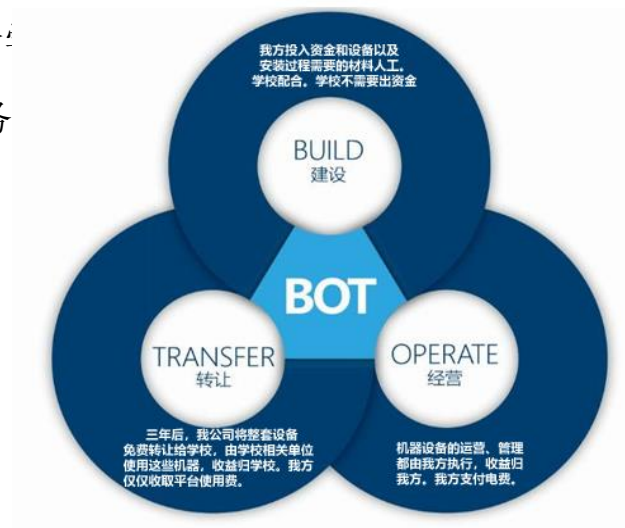 务
我方投入资金和设备以及
安装过程需要的材料人工。
学校配合。学校不需要出资金
BUILD
建设
BOT
TRANSFER
转让
三年后，我公司将整套设备
免费转让给学校，由学校相关单位
使用这些机器，收益归学校。我方
仅仅收取平台使用费。
OPERATE
经营
机器设备的运营、管理
都由我方执行，收益归
我方。我方支付电费。